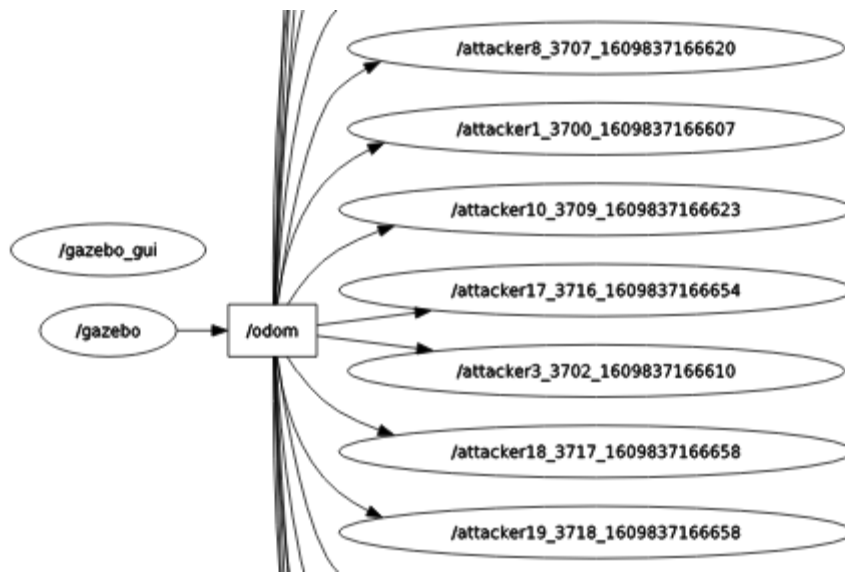 /attacker8_3707_1609837166620
/attacker1_3700_1609837166607
/attacker10_3709_1609837166623
/gazebo_gui
/attacker17_3716_1609837166654
/gazebo
/odom
/attacker3_3702_1609837166610
/attacker18_3717_1609837166658
/attacker19_3718_1609837166658